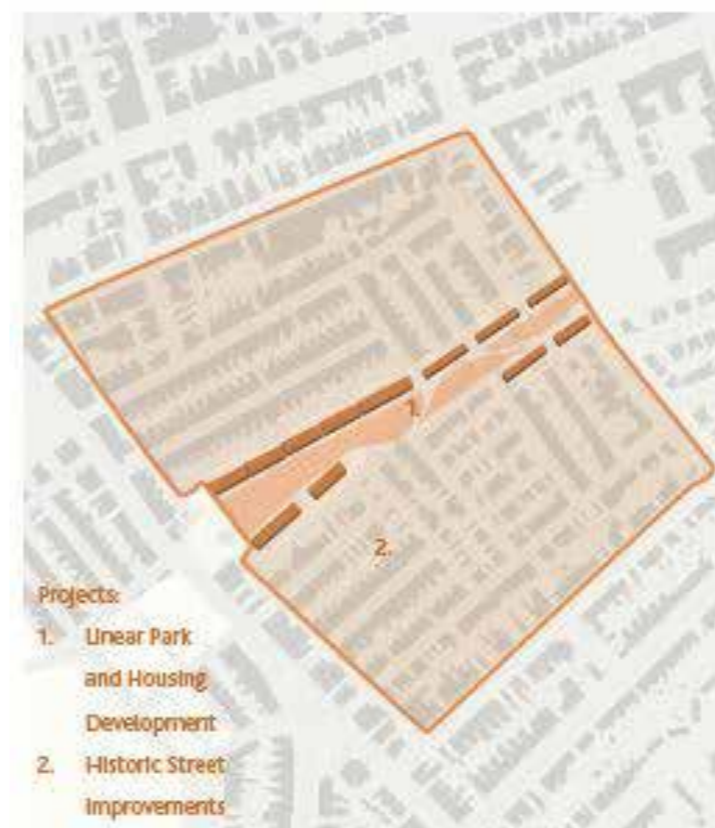 1.
2.
Projects:
1. Linear Park
and Housing
Development
2. Historic Street
Improvements